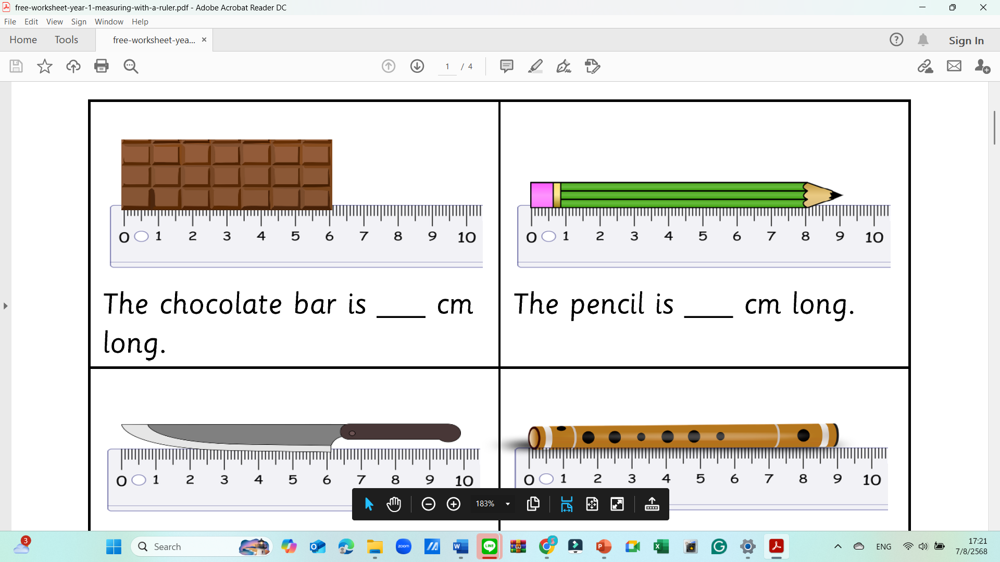 free-worksheet-year-1-measuring-with-a-ruler.pdf - Adobe Acrobat Reader DC
File Edit View Sign Window Help
Home Tools free-worksheet-yea... × Sign In
1 / 4
0 1 2 3 4 5 6 7 8 9 10
0 1 2 3 4 5 6 7 8 9 10
The chocolate bar is ___ cm
long.
The pencil is ___ cm long.
0 1 2 3 4 5 6 7 8 9 10
0 1 2 3 4 5 6 7 8 9 10
183%
3
Search
zoom
LINE
ENG
17:21
7/8/2568